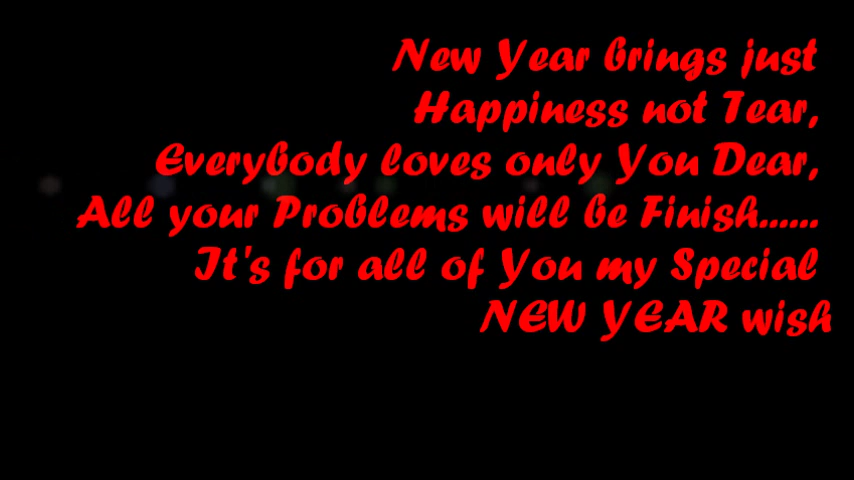 New Year brings just
Happiness not Tear,
Everybody loves only You Dear,
All your Problems will be Finish......
It's for all of You my Special
NEW YEAR wish